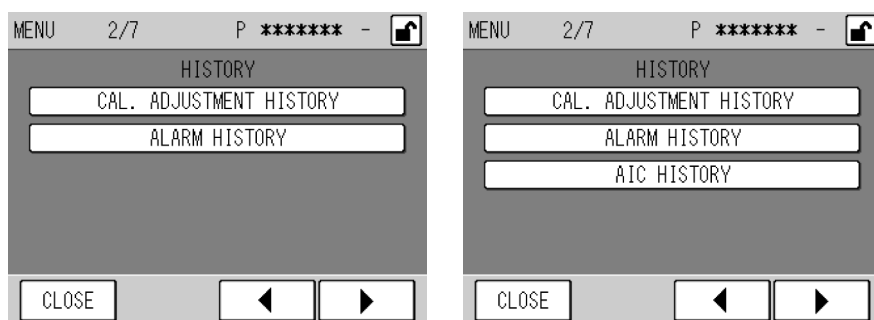 MENU 2/7 P ******* -
HISTORY
CAL. ADJUSTMENT HISTORY
ALARM HISTORY
CLOSE
MENU 2/7 P ******* -
HISTORY
CAL. ADJUSTMENT HISTORY
ALARM HISTORY
AIC HISTORY
CLOSE